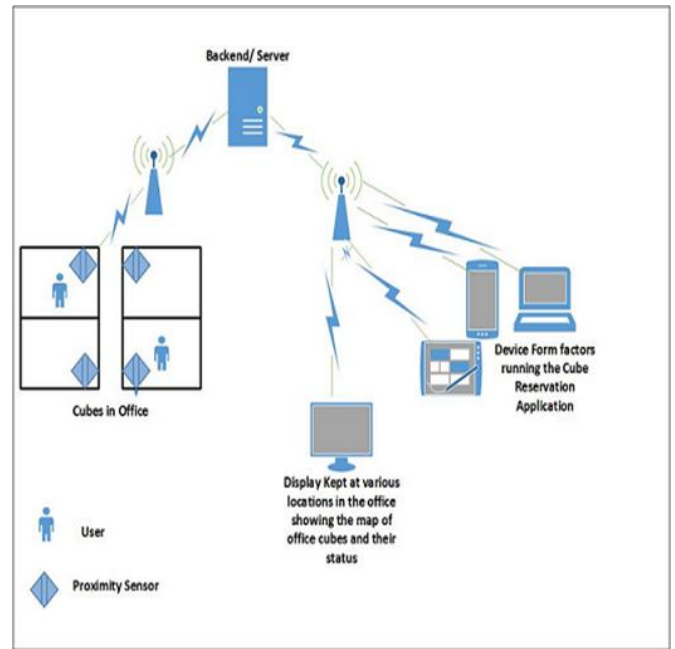 Backend/ Server
Cubes in Office
Device Form factors
running the Cube
Reservation
Application
Display Kept at various
locations in the office
showing the map of
office cubes and their
status
User
Proximity Sensor